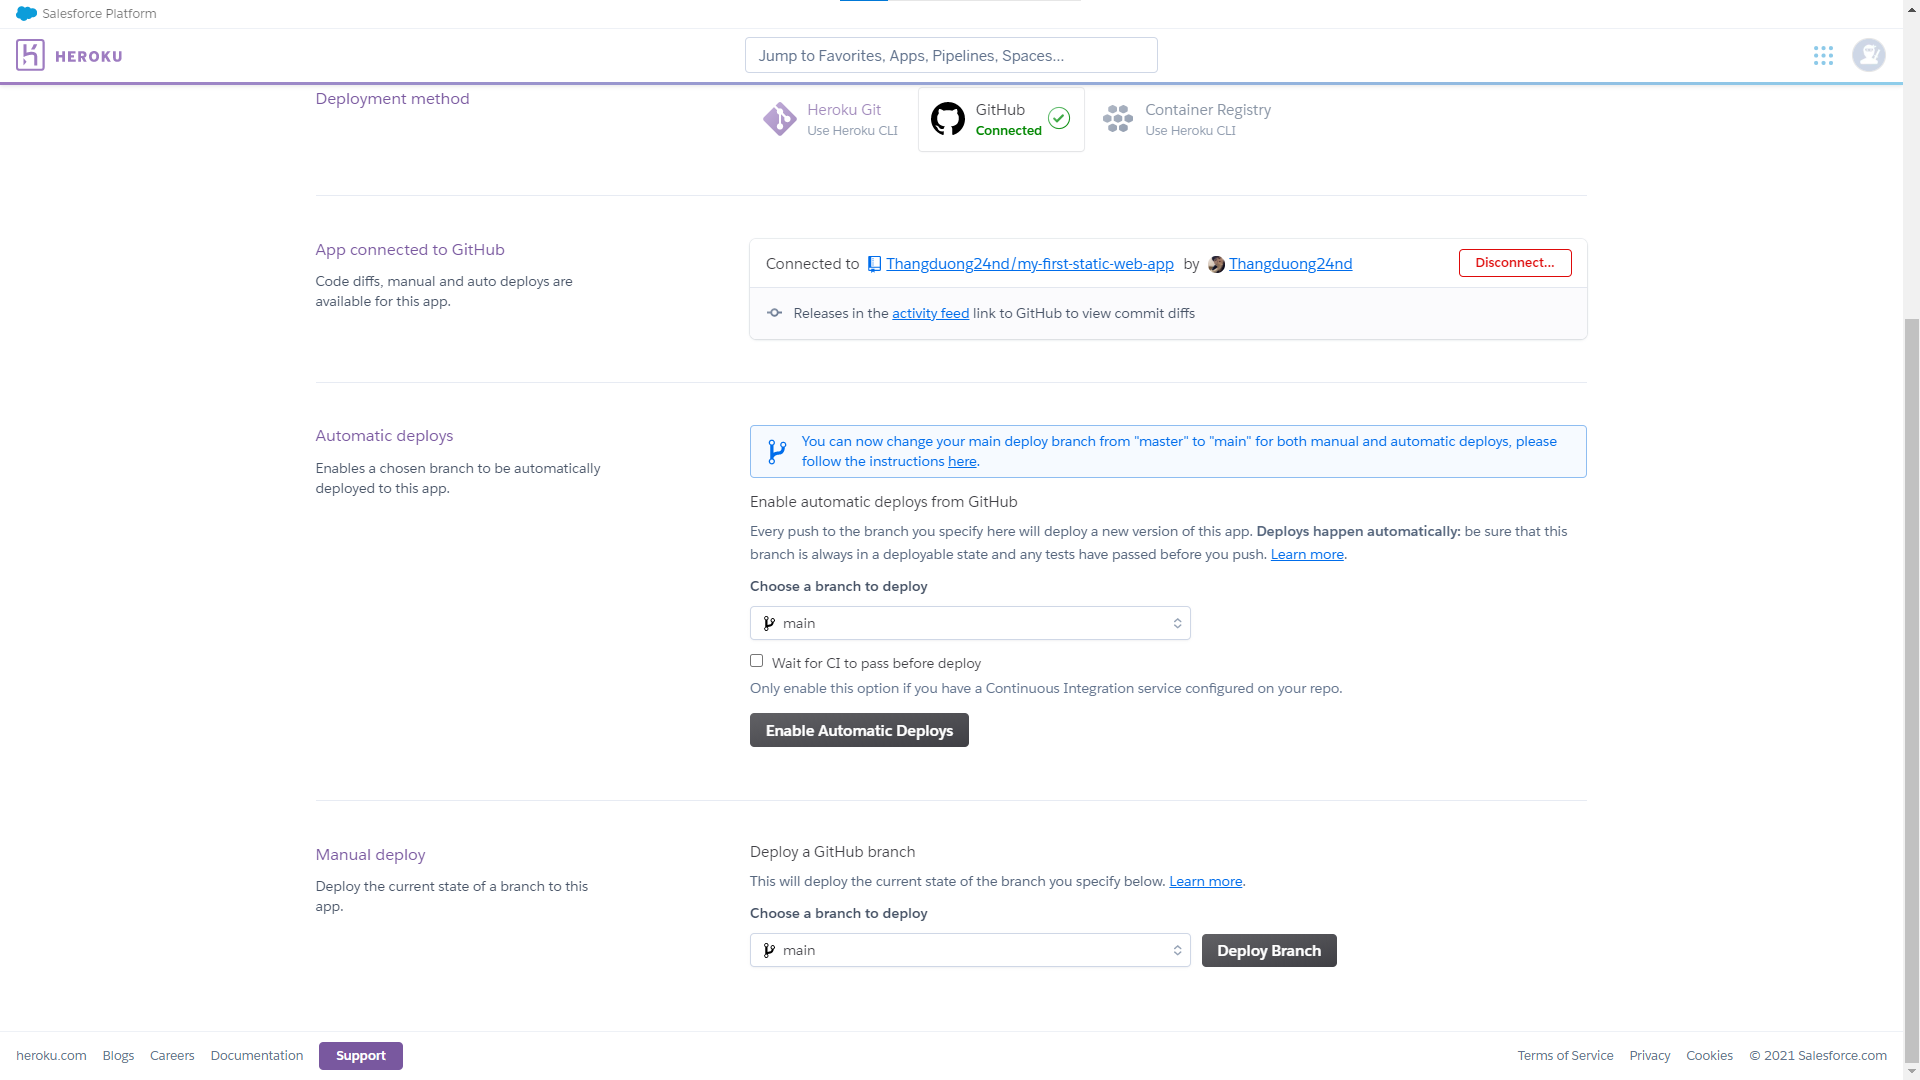 Salesforce Platform
HEROKU
Jump to Favorites, Apps, Pipelines, Spaces...
Deployment method
Heroku Git
Use Heroku CLI
GitHub
Connected
Container Registry
Use Heroku CLI
App connected to GitHub
Code diffs, manual and auto deploys are
available for this app.
Connected to Thangduong24nd/my-first-static-web-app by Thangduong24nd
Disconnect...
Releases in the activity feed link to GitHub to view commit diffs
Automatic deploys
Enables a chosen branch to be automatically
deployed to this app.
You can now change your main deploy branch from "master" to "main" for both manual and automatic deploys, please
follow the instructions here.
Enable automatic deploys from GitHub
Every push to the branch you specify here will deploy a new version of this app. Deploys happen automatically: be sure that this
branch is always in a deployable state and any tests have passed before you push. Learn more.
Choose a branch to deploy
main
Wait for CI to pass before deploy
Only enable this option if you have a Continuous Integration service configured on your repo.
Enable Automatic Deploys
Manual deploy
Deploy the current state of a branch to this
app.
Deploy a GitHub branch
This will deploy the current state of the branch you specify below. Learn more.
Choose a branch to deploy
main
Deploy Branch
heroku.com Blogs Careers Documentation Support
Terms of Service Privacy Cookies © 2021 Salesforce.com